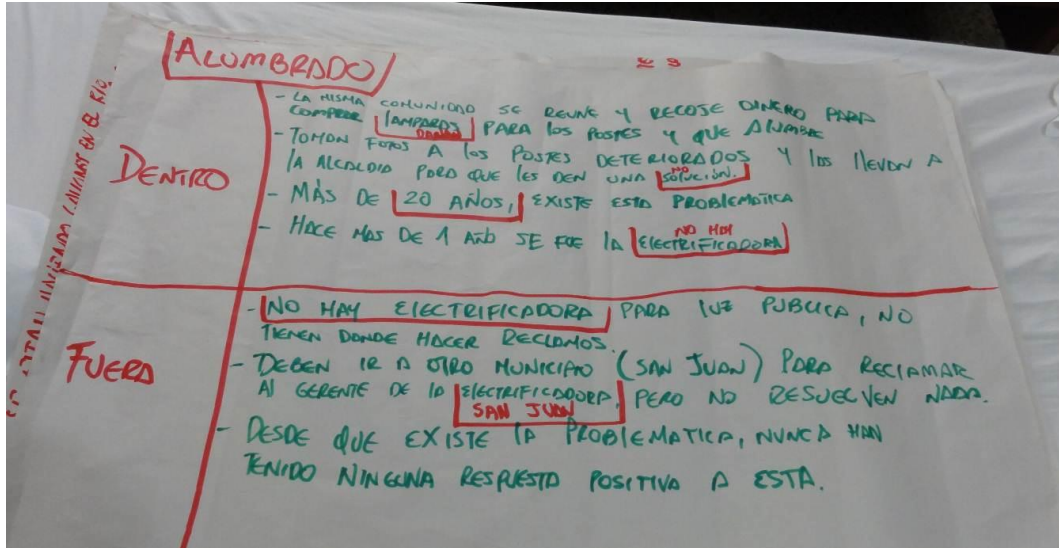 ALUMBRADO
DENTRO
- LA MISMA COMUNIDAD SE REUNE Y RECOJE DINERO PARA
COMPRAR LAMPARAS PARA los POSTES Y QUE ALUMBRE
- TOMAN FOTOS A los POSTES DETERIORADOS Y los llEVAN A
lA AlCALDIA PARA QUE lES DEN UNA SOLUCIÓN.
NO
- MÁS DE 20 AÑOS, EXISTE ESTA PROBLEMATICA
- HACE MAS DE 1 AÑO SE FUE lA ElECTRIFICADORA
NO HAY
FUERA
- NO HAY ElECTRIFICADORA PARA lUZ PUBLICA, NO
TIENEN DONDE HACER RECLAMOS.
- DEBEN IR A OTRO MUNICIPIO (SAN JUAN) PARA RECLAMAR
Al GERENTE DE lA ElECTRIFICADORA, PERO NO RESUELVEN NADA.
SAN JUAN
- DESDE QUE EXISTE lA PROBlEMATICA, NUNCA HAN
TENIDO NINGUNA RESPUESTA POSITIVA A ESTA.
EN EL RIO.